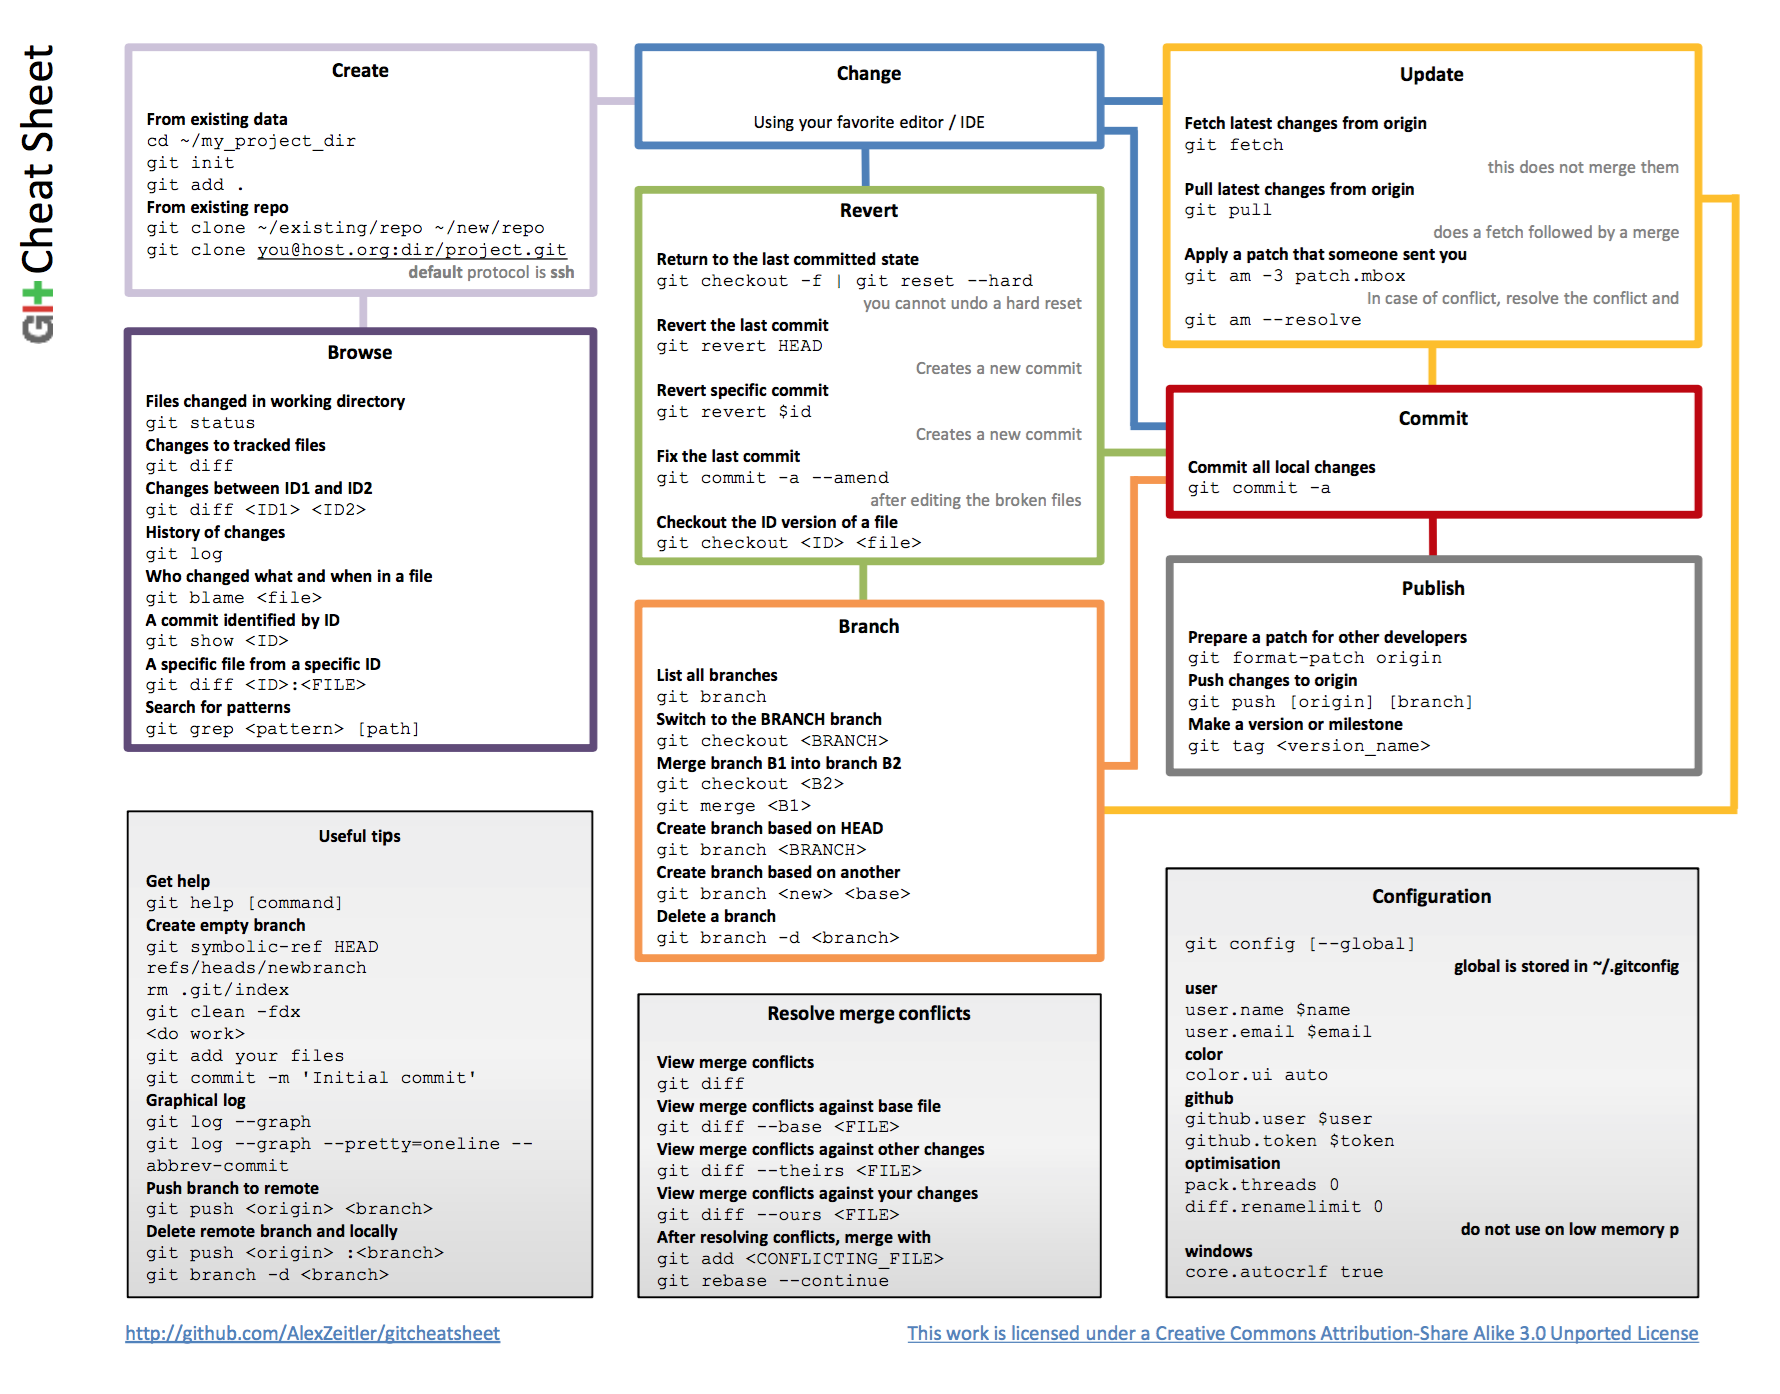 Git Cheat Sheet
Create
From existing data
cd ~/my_project_dir
git init
git add .
From existing repo
git clone ~/existing/repo ~/new/repo
git clone you@host.org:dir/project.git
default protocol is ssh
Browse
Files changed in working directory
git status
Changes to tracked files
git diff
Changes between ID1 and ID2
git diff <ID1> <ID2>
History of changes
git log
Who changed what and when in a file
git blame <file>
A commit identified by ID
git show <ID>
A specific file from a specific ID
git diff <ID>:<FILE>
Search for patterns
git grep <pattern> [path]
Useful tips
Get help
git help [command]
Create empty branch
git symbolic-ref HEAD
refs/heads/newbranch
rm .git/index
git clean -fdx
<do work>
git add your files
git commit -m 'Initial commit'
Graphical log
git log --graph
git log --graph --pretty=oneline --
abbrev-commit
Push branch to remote
git push <origin> <branch>
Delete remote branch and locally
git push <origin> :<branch>
git branch -d <branch>
Change
Using your favorite editor / IDE
Revert
Return to the last committed state
git checkout -f | git reset --hard
you cannot undo a hard reset
Revert the last commit
git revert HEAD
Creates a new commit
Revert specific commit
git revert $id
Creates a new commit
Fix the last commit
git commit -a --amend
after editing the broken files
Checkout the ID version of a file
git checkout <ID> <file>
Branch
List all branches
git branch
Switch to the BRANCH branch
git checkout <BRANCH>
Merge branch B1 into branch B2
git checkout <B2>
git merge <B1>
Create branch based on HEAD
git branch <BRANCH>
Create branch based on another
git branch <new> <base>
Delete a branch
git branch -d <branch>
Resolve merge conflicts
View merge conflicts
git diff
View merge conflicts against base file
git diff --base <FILE>
View merge conflicts against other changes
git diff --theirs <FILE>
View merge conflicts against your changes
git diff --ours <FILE>
After resolving conflicts, merge with
git add <CONFLICTING_FILE>
git rebase --continue
Update
Fetch latest changes from origin
git fetch
this does not merge them
Pull latest changes from origin
git pull
does a fetch followed by a merge
Apply a patch that someone sent you
git am -3 patch.mbox
In case of conflict, resolve the conflict and
git am --resolve
Commit
Commit all local changes
git commit -a
Publish
Prepare a patch for other developers
git format-patch origin
Push changes to origin
git push [origin] [branch]
Make a version or milestone
git tag <version_name>
Configuration
git config [--global]
global is stored in ~/.gitconfig
user
user.name $name
user.email $email
color
color.ui auto
github
github.user $user
github.token $token
optimisation
pack.threads 0
diff.renamelimit 0
do not use on low memory p
windows
core.autocrlf true
http://github.com/AlexZeitler/gitcheatsheet
This work is licensed under a Creative Commons Attribution-Share Alike 3.0 Unported License